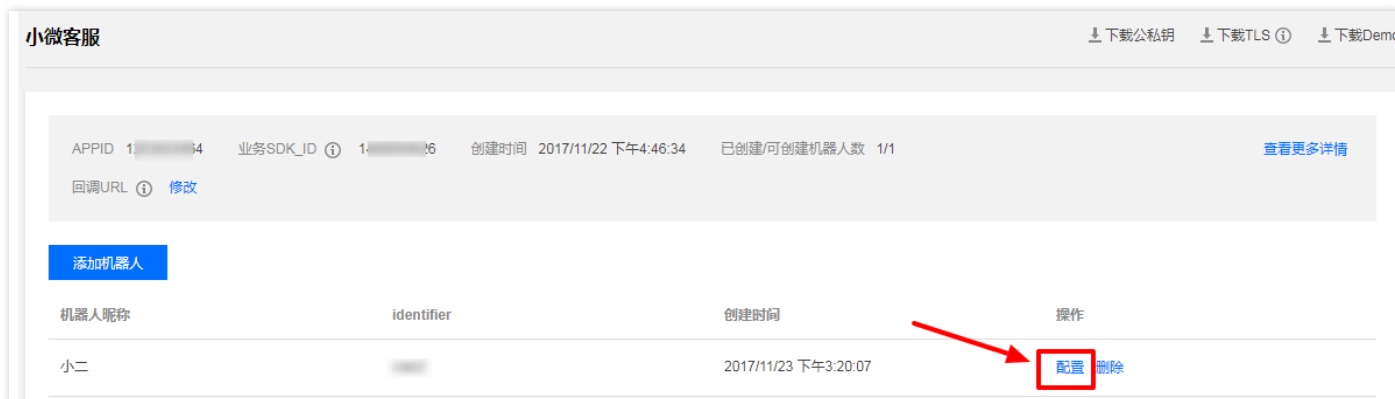 小微客服
下载公私钥 下载TLS 下载Demo
APPID 业务SDK_ID 创建时间 2017/11/22 下午4:46:34 已创建/可创建机器人数 1/1 查看更多详情
回调URL 修改
添加机器人
机器人昵称 identifier 创建时间 操作
小二 2017/11/23 下午3:20:07 配置 删除